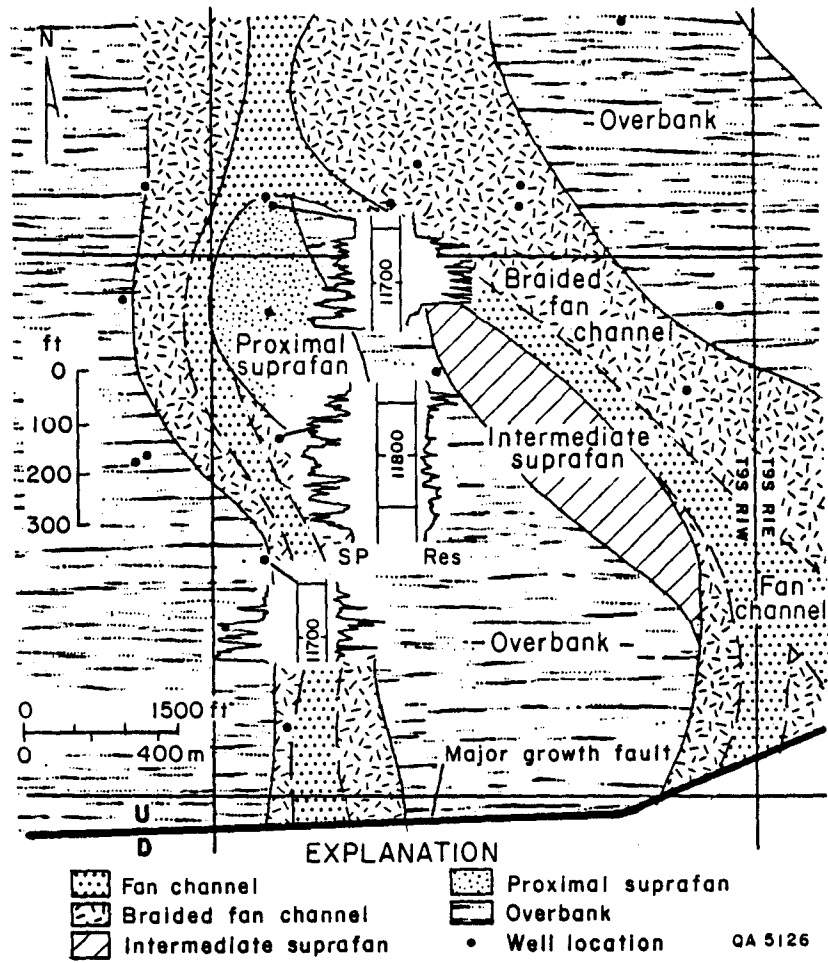 N
Overbank
11700
Braided
fan
channel
Proximal
suprafan
ft
0
100
200
300
11800
Intermediate
suprafan
T9S RIW
T9S RIE
SP
Res
Fan
channel
11700
Overbank
0 1500 ft
0 400 m
Major growth fault
U
D
EXPLANATION
Fan channel
Braided fan channel
Intermediate suprafan
Proximal suprafan
Overbank
Well location
QA 5126